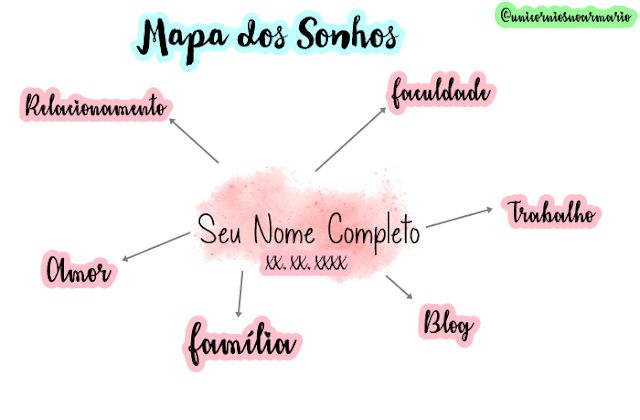 @unicorniosnoarmario
Mapa dos Sonhos
Relacionamento
faculdade
Seu Nome Completo
XX.XX.XXXX
Trabalho
Amor
família
Blog